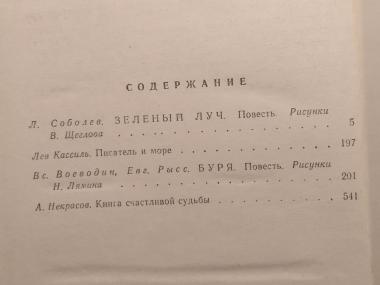 СОДЕРЖАНИЕ
Л. Соболев. ЗЕЛЕНЫЙ ЛУЧ. Повесть. Рисунки
В. Щеглова . . . . . . . . . . . . . . 5
Лев Кассиль. Писатель и море . . . . . . . . . . 197
Вс. Воеводин, Евг. Рысс. БУРЯ. Повесть. Рисунки
Н. Лямина . . . . . . . . . . . . . . 201
А. Некрасов. Книга счастливой судьбы . . . . . . . 541